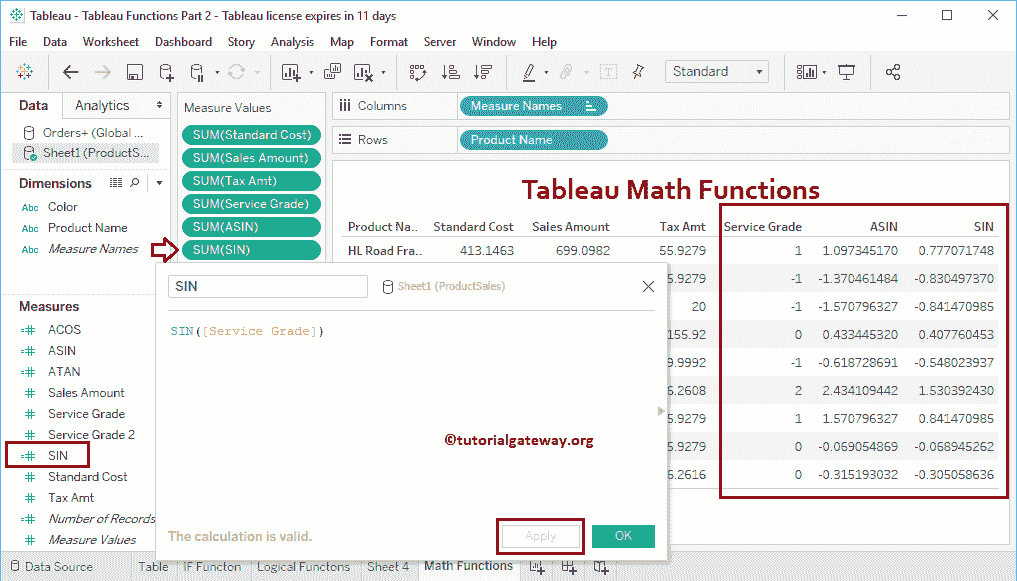 Tableau - Tableau Functions Part 2 - Tableau license expires in 11 days
File Data Worksheet Dashboard Story Analysis Map Format Server Window Help
Standard
Data Analytics
Orders+ (Global ...
Sheet1 (ProductS...
Dimensions
Abc Color
Abc Product Name
Abc Measure Names
Measures
ACOS
ASIN
ATAN
Sales Amount
Service Grade
Service Grade 2
SIN
Standard Cost
Tax Amt
Number of Records
Measure Values
Measure Values
SUM(Standard Cost)
SUM(Sales Amount)
SUM(Tax Amt)
SUM(Service Grade)
SUM(ASIN)
SUM(SIN)
Columns Measure Names
Rows Product Name
Tableau Math Functions
Product Na.. Standard Cost Sales Amount Tax Amt Service Grade ASIN SIN
HL Road Fra.. 413.1463 699.0982 55.9279 1 1.097345170 0.777071748
5.9279 -1 -1.370461484 -0.830497370
20 -1 -1.570796327 -0.841470985
155.92 0 0.433445320 0.407760453
9.9992 -1 -0.618728691 -0.548023937
5.2608 2 2.434109442 1.530392430
5.9279 1 1.570796327 0.841470985
5.9279 0 -0.069054869 -0.068945262
5.2616 0 -0.315193032 -0.305058636
SIN Sheet1 (ProductSales)
SIN([Service Grade])
©tutorialgateway.org
The calculation is valid. Apply OK
Data Source Table IF Functon Logical Functons Sheet 4 Math Functions